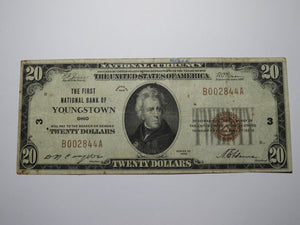 NATIONAL CURRENCY
20
THE UNITED STATES OF AMERICA
20
THE FIRST
NATIONAL BANK OF
YOUNGSTOWN
OHIO
WILL PAY TO THE BEARER ON DEMAND
TWENTY DOLLARS
B002844A
3
3
B002844A
20
TWENTY DOLLARS
20